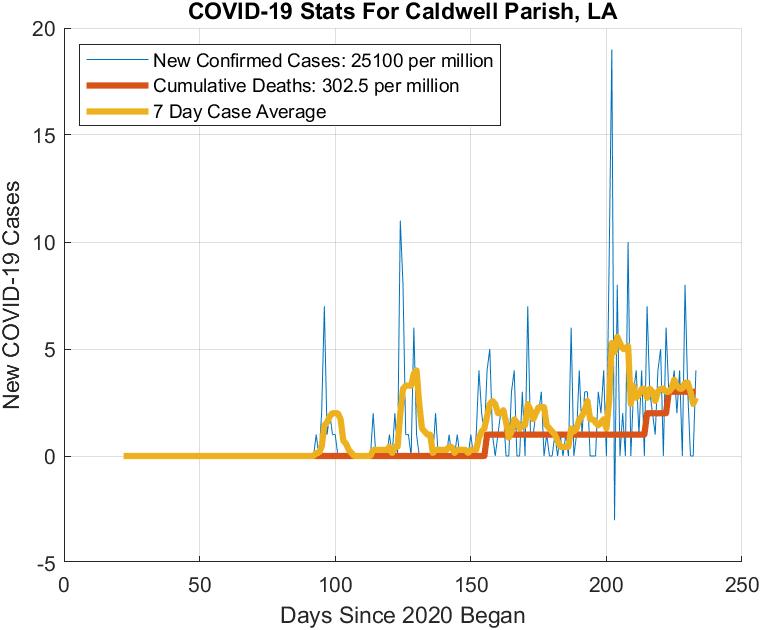 COVID-19 Stats For Caldwell Parish, LA
New Confirmed Cases: 25100 per million
Cumulative Deaths: 302.5 per million
7 Day Case Average
20
15
10
5
0
-5
New COVID-19 Cases
0 50 100 150 200 250
Days Since 2020 Began